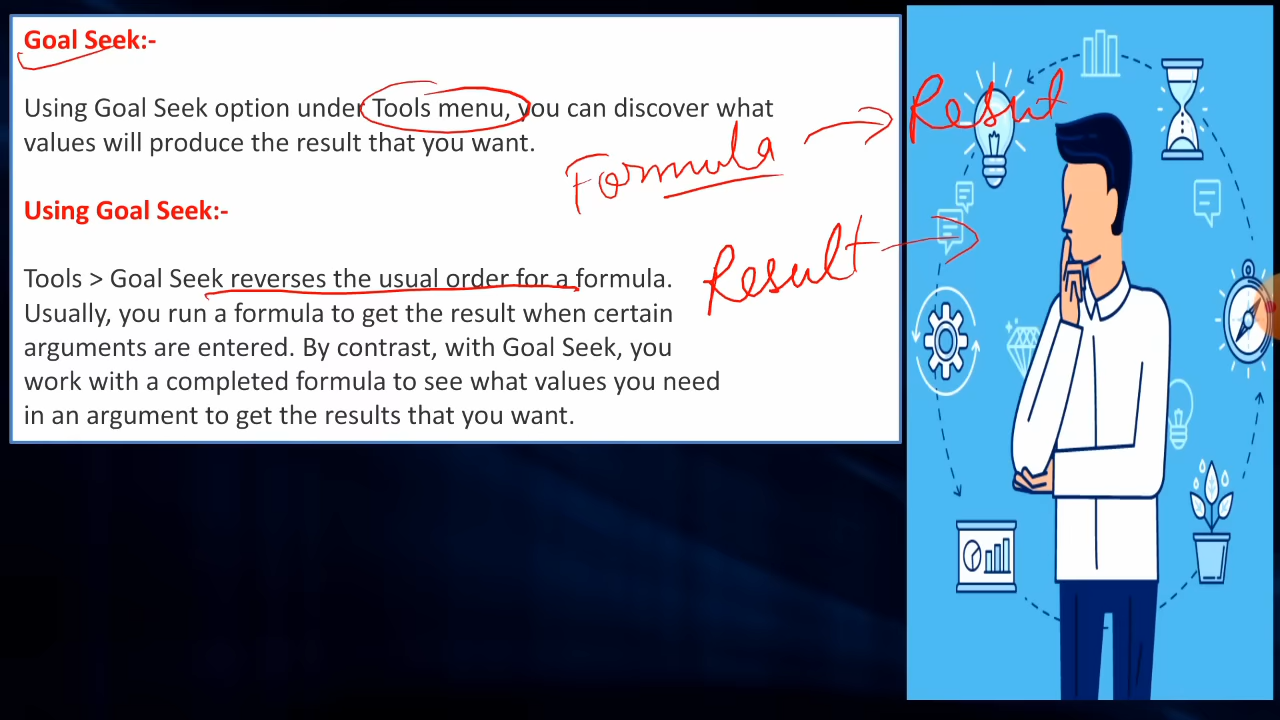 Goal Seek:-
Using Goal Seek option under Tools menu, you can discover what
values will produce the result that you want.
Formula → Resut
Using Goal Seek:-
Result →
Tools > Goal Seek reverses the usual order for a formula.
Usually, you run a formula to get the result when certain
arguments are entered. By contrast, with Goal Seek, you
work with a completed formula to see what values you need
in an argument to get the results that you want.